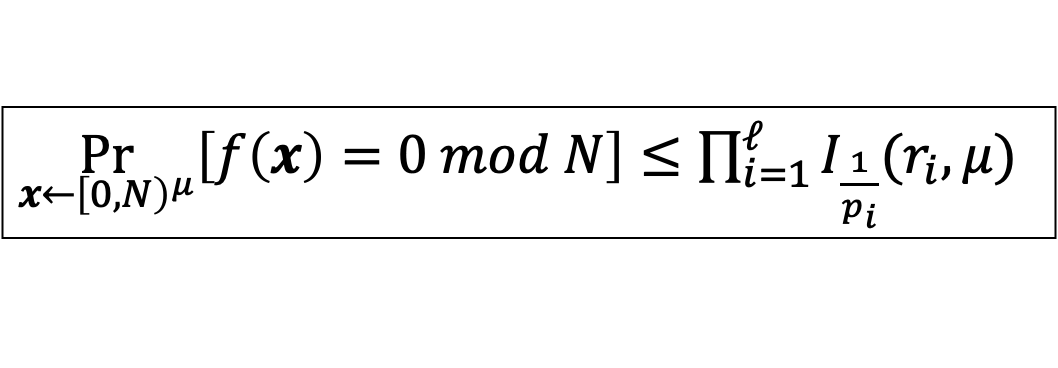 Pr_{x←[0,N)^μ} [f(x) = 0 mod N] ≤ ∏_{i=1}^{ℓ} I_{1/p_i}(r_i, μ)